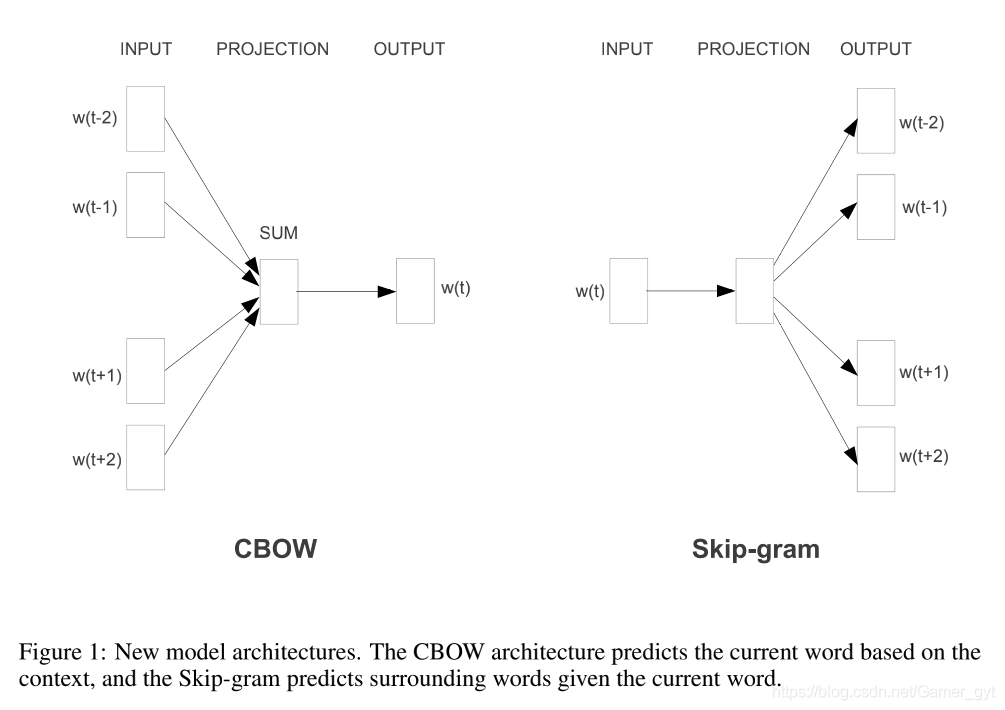 INPUT PROJECTION OUTPUT
w(t-2)
w(t-1)
SUM
w(t)
w(t+1)
w(t+2)
CBOW
INPUT PROJECTION OUTPUT
w(t-2)
w(t-1)
w(t)
w(t+1)
w(t+2)
Skip-gram
Figure 1: New model architectures. The CBOW architecture predicts the current word based on the
context, and the Skip-gram predicts surrounding words given the current word.
https://blog.csdn.net/Gamer_gyt